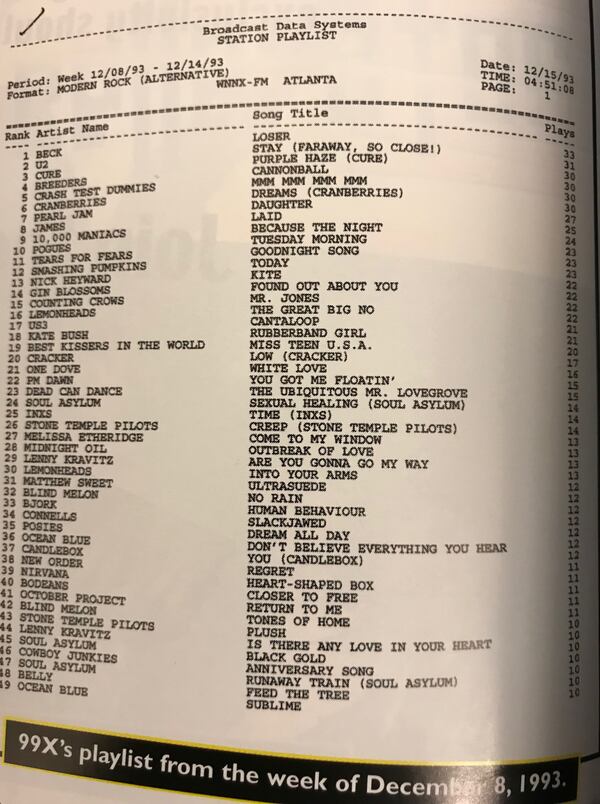 Broadcast Data Systems
STATION PLAYLIST
Period: Week 12/08/93 - 12/14/93 Date: 12/15/93
Format: MODERN ROCK (ALTERNATIVE) WNNX-FM ATLANTA TIME: 04:51:08
PAGE: 1
Rank Artist Name Song Title Plays
1 BECK LOSER 33
2 U2 STAY (FARAWAY, SO CLOSE!) 31
3 CURE PURPLE HAZE (CURE) 30
4 BREEDERS CANNONBALL 30
5 CRASH TEST DUMMIES MMM MMM MMM MMM 30
6 CRANBERRIES DREAMS (CRANBERRIES) 30
7 PEARL JAM DAUGHTER 27
8 JAMES LAID 25
9 10,000 MANIACS BECAUSE THE NIGHT 24
10 POGUES TUESDAY MORNING 23
11 TEARS FOR FEARS GOODNIGHT SONG 23
12 SMASHING PUMPKINS TODAY 23
13 NICK HEYWARD KITE 22
14 GIN BLOSSOMS FOUND OUT ABOUT YOU 22
15 COUNTING CROWS MR. JONES 22
16 LEMONHEADS THE GREAT BIG NO 22
17 US3 CANTALOOP 21
18 KATE BUSH RUBBERBAND GIRL 21
19 BEST KISSERS IN THE WORLD MISS TEEN U.S.A. 20
20 CRACKER LOW (CRACKER) 17
21 ONE DOVE WHITE LOVE 16
22 PM DAWN YOU GOT ME FLOATIN' 15
23 DEAD CAN DANCE THE UBIQUITOUS MR. LOVEGROVE 15
24 SOUL ASYLUM SEXUAL HEALING (SOUL ASYLUM) 14
25 INXS TIME (INXS) 14
26 STONE TEMPLE PILOTS CREEP (STONE TEMPLE PILOTS) 14
27 MELISSA ETHERIDGE COME TO MY WINDOW 13
28 MIDNIGHT OIL OUTBREAK OF LOVE 13
29 LENNY KRAVITZ ARE YOU GONNA GO MY WAY 13
30 LEMONHEADS INTO YOUR ARMS 13
31 MATTHEW SWEET ULTRASUEDE 12
32 BLIND MELON NO RAIN 12
33 BJORK HUMAN BEHAVIOUR 12
34 CONNELLS SLACKJAWED 12
35 POSIES DREAM ALL DAY 12
36 OCEAN BLUE DON'T BELIEVE EVERYTHING YOU HEAR 12
37 CANDLEBOX YOU (CANDLEBOX) 12
38 NEW ORDER REGRET 11
39 NIRVANA HEART-SHAPED BOX 11
40 BODEANS CLOSER TO FREE 11
41 OCTOBER PROJECT RETURN TO ME 11
42 BLIND MELON TONES OF HOME 11
43 STONE TEMPLE PILOTS PLUSH 10
44 LENNY KRAVITZ IS THERE ANY LOVE IN YOUR HEART 10
45 SOUL ASYLUM BLACK GOLD 10
46 COWBOY JUNKIES ANNIVERSARY SONG 10
47 SOUL ASYLUM RUNAWAY TRAIN (SOUL ASYLUM) 10
48 BELLY FEED THE TREE 10
49 OCEAN BLUE SUBLIME 10
99X's playlist from the week of December 8, 1993.